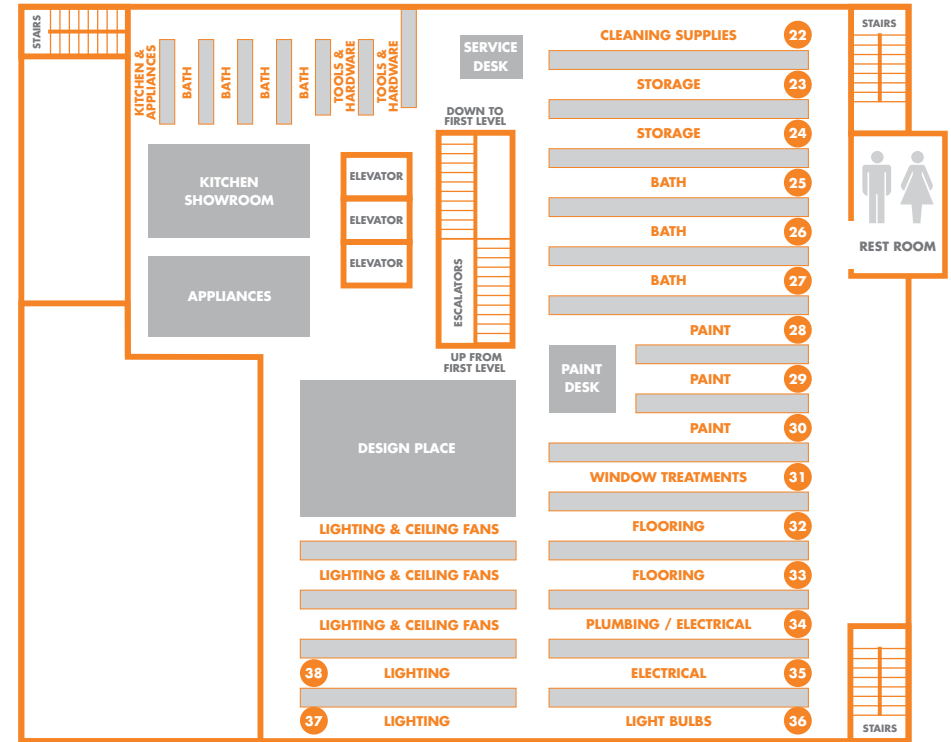 STAIRS
KITCHEN &
APPLIANCES
BATH
BATH
BATH
BATH
TOOLS &
HARDWARE
TOOLS &
HARDWARE
SERVICE
DESK
CLEANING SUPPLIES 22
STAIRS
STORAGE 23
DOWN TO
FIRST LEVEL
STORAGE 24
KITCHEN
SHOWROOM
ELEVATOR
ELEVATOR
ELEVATOR
ESCALATORS
BATH 25
BATH 26
REST ROOM
APPLIANCES
BATH 27
PAINT 28
UP FROM
FIRST LEVEL
PAINT
DESK
PAINT 29
PAINT 30
DESIGN PLACE
WINDOW TREATMENTS 31
LIGHTING & CEILING FANS
FLOORING 32
LIGHTING & CEILING FANS
FLOORING 33
LIGHTING & CEILING FANS
PLUMBING / ELECTRICAL 34
38 LIGHTING
ELECTRICAL 35
37 LIGHTING
LIGHT BULBS 36
STAIRS